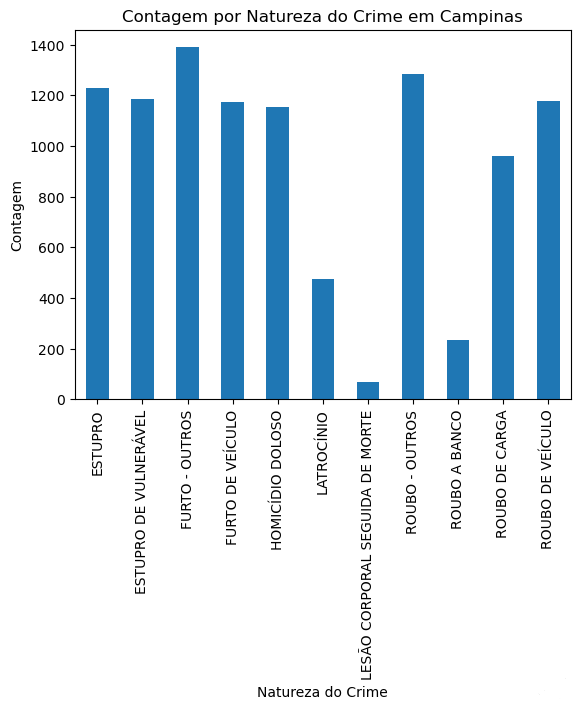 Contagem por Natureza do Crime em Campinas
Contagem
1400
1200
1000
800
600
400
200
0
ESTUPRO
ESTUPRO DE VULNERÁVEL
FURTO - OUTROS
FURTO DE VEÍCULO
HOMICÍDIO DOLOSO
LATROCÍNIO
LESÃO CORPORAL SEGUIDA DE MORTE
ROUBO - OUTROS
ROUBO A BANCO
ROUBO DE CARGA
ROUBO DE VEÍCULO
Natureza do Crime